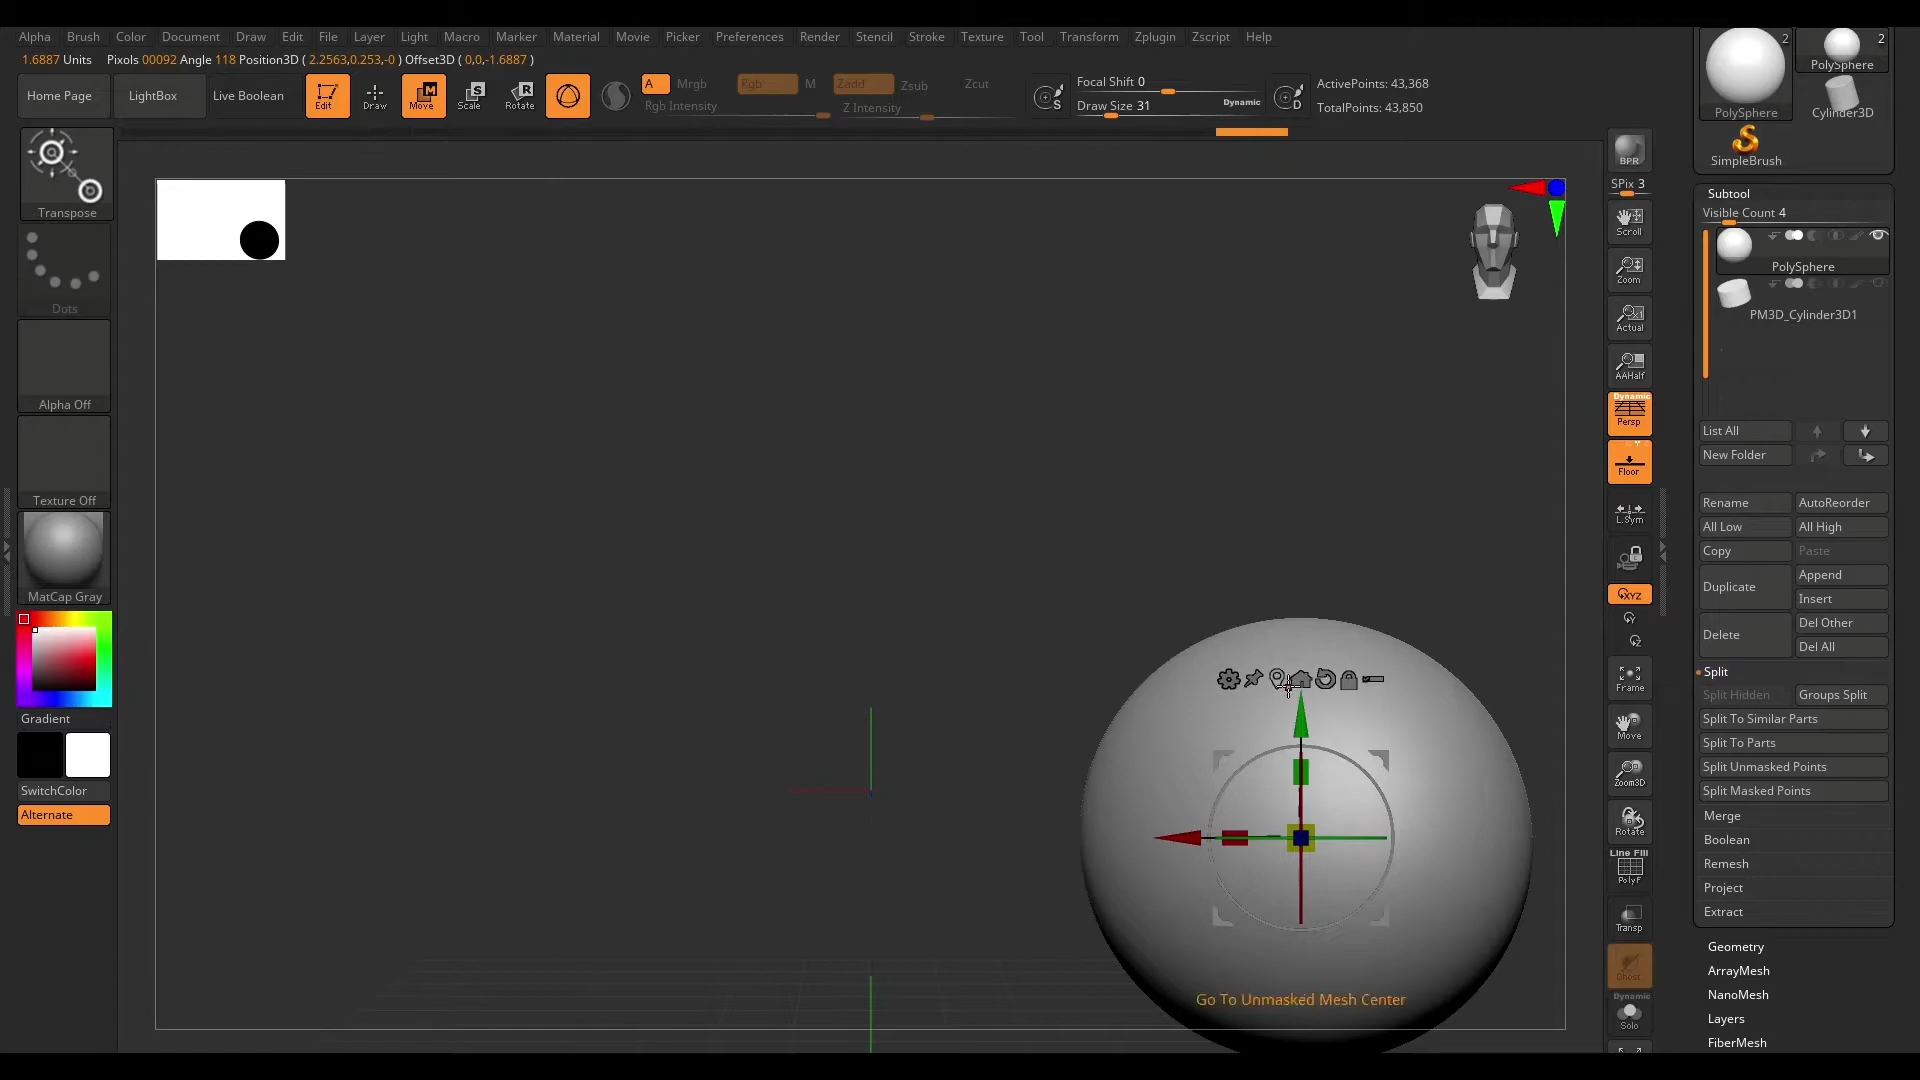 Alpha Brush Color Document Draw Edit File Layer Light Macro Marker Material Movie Picker Preferences Render Stencil Stroke Texture Tool Transform Zplugin Zscript Help
1.6887 Units Pixols 00092 Angle 118 Position3D ( 2.2563,0.253,-0 ) Offset3D ( 0,0,-1.6887 )
Home Page LightBox Live Boolean Edit Draw Move Scale Rotate
A Mrgb Rgb M Zadd Zsub Zcut
Rgb Intensity Z Intensity
Focal Shift 0
Draw Size 31 Dynamic
S D
ActivePoints: 43,368
TotalPoints: 43,850
Transpose
Dots
Alpha Off
Texture Off
MatCap Gray
Gradient
SwitchColor
Alternate
Go To Unmasked Mesh Center
BPR
SPix 3
Scroll
Zoom
Actual
AAHalf
Dynamic
Persp
Floor
L.Sym
XYZ
Frame
Move
Zoom3D
Rotate
Line Fill
PolyF
Transp
Ghost
Dynamic
Solo
2 2
PolySphere PolySphere
Cylinder3D
SimpleBrush
Subtool
Visible Count 4
PolySphere
PM3D_Cylinder3D1
List All
New Folder
Rename AutoReorder
All Low All High
Copy Paste
Duplicate Append
Insert
Delete Del Other
Del All
Split
Split Hidden Groups Split
Split To Similar Parts
Split To Parts
Split Unmasked Points
Split Masked Points
Merge
Boolean
Remesh
Project
Extract
Geometry
ArrayMesh
NanoMesh
Layers
FiberMesh